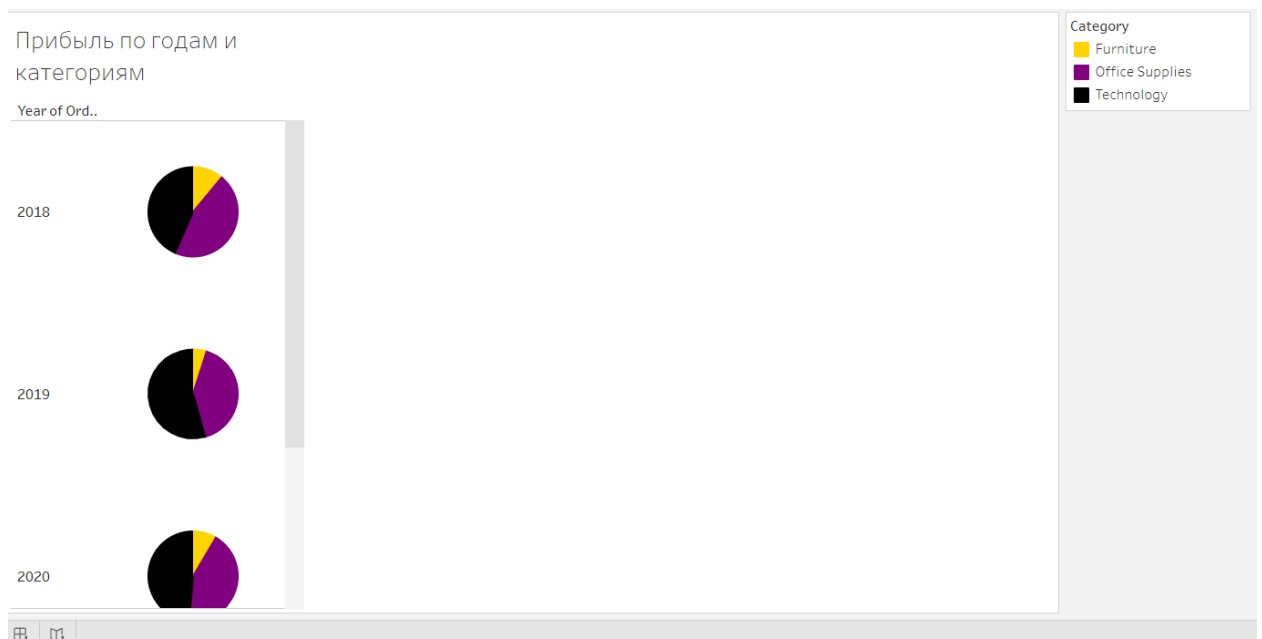 Прибыль по годам и
категориям
Year of Ord..
2018
2019
2020
Category
Furniture
Office Supplies
Technology